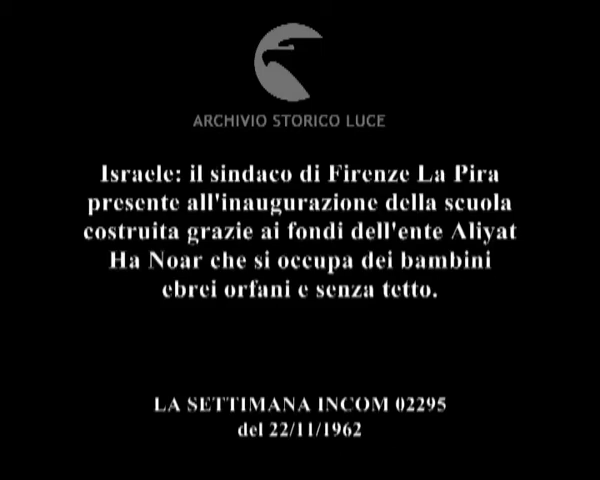 ARCHIVIO STORICO LUCE
Israele: il sindaco di Firenze La Pira
presente all'inaugurazione della scuola
costruita grazie ai fondi dell'ente Aliyat
Ha Noar che si occupa dei bambini
ebrei orfani e senza tetto.
LA SETTIMANA INCOM 02295
del 22/11/1962